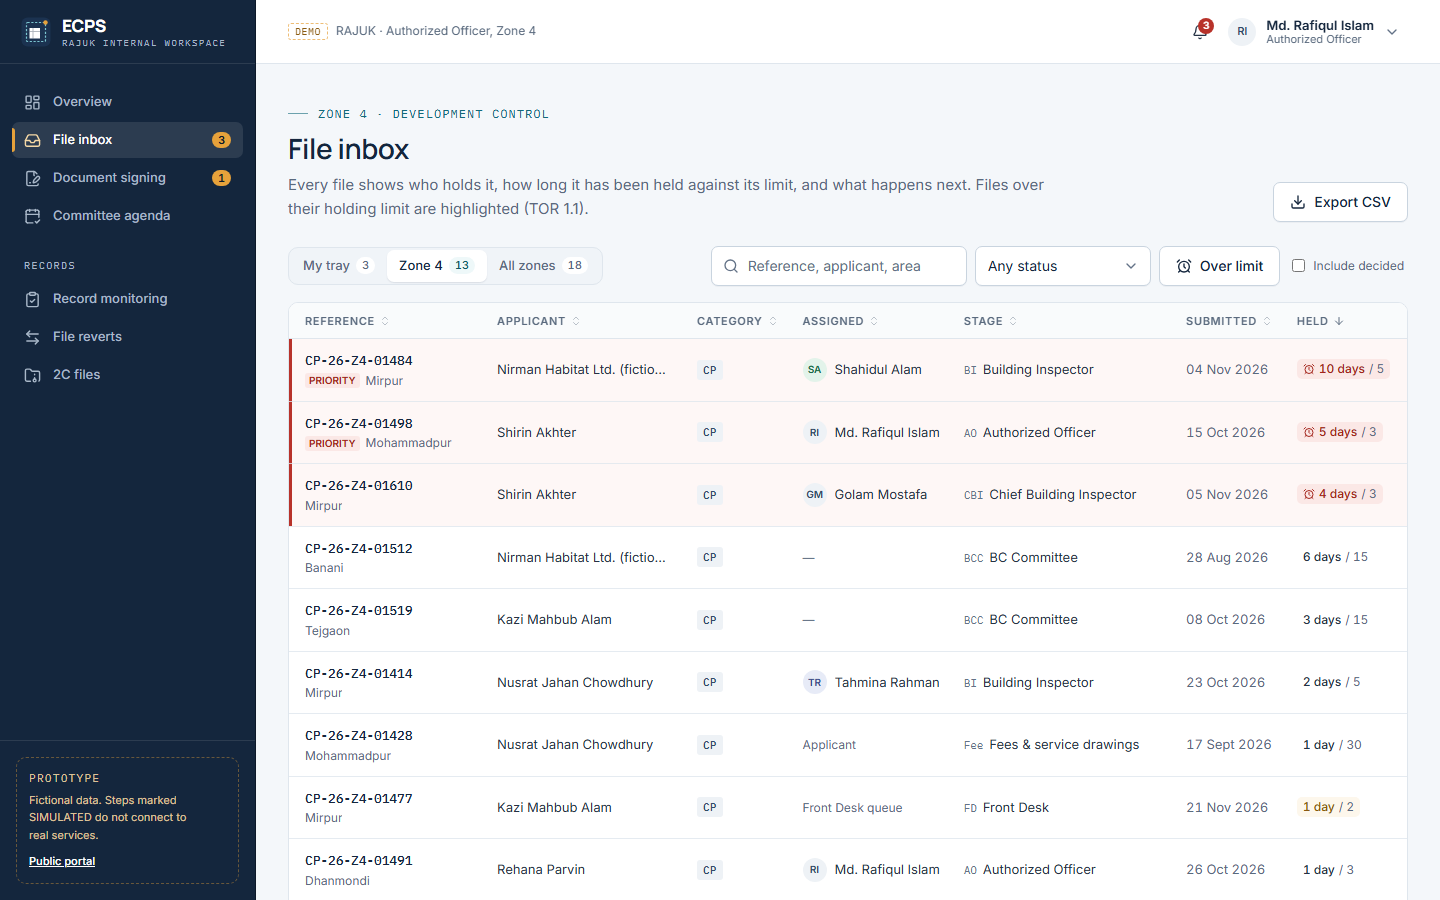 ECPS
RAJUK INTERNAL WORKSPACE
Overview
File inbox 3
Document signing 1
Committee agenda
RECORDS
Record monitoring
File reverts
2C files
PROTOTYPE
Fictional data. Steps marked
SIMULATED do not connect to
real services.
Public portal
DEMO RAJUK · Authorized Officer, Zone 4
3
RI
Md. Rafiqul Islam
Authorized Officer
ZONE 4 · DEVELOPMENT CONTROL
File inbox
Every file shows who holds it, how long it has been held against its limit, and what happens next. Files over
their holding limit are highlighted (TOR 1.1).
Export CSV
My tray 3 Zone 4 13 All zones 18
Reference, applicant, area
Any status
Over limit
Include decided
REFERENCE APPLICANT CATEGORY ASSIGNED STAGE SUBMITTED HELD
CP-26-Z4-01484
PRIORITY Mirpur
Nirman Habitat Ltd. (fictio... CP SA Shahidul Alam BI Building Inspector 04 Nov 2026 10 days / 5
CP-26-Z4-01498
PRIORITY Mohammadpur
Shirin Akhter CP RI Md. Rafiqul Islam AO Authorized Officer 15 Oct 2026 5 days / 3
CP-26-Z4-01610
Mirpur
Shirin Akhter CP GM Golam Mostafa CBI Chief Building Inspector 05 Nov 2026 4 days / 3
CP-26-Z4-01512
Banani
Nirman Habitat Ltd. (fictio... CP — BCC BC Committee 28 Aug 2026 6 days / 15
CP-26-Z4-01519
Tejgaon
Kazi Mahbub Alam CP — BCC BC Committee 08 Oct 2026 3 days / 15
CP-26-Z4-01414
Mirpur
Nusrat Jahan Chowdhury CP TR Tahmina Rahman BI Building Inspector 23 Oct 2026 2 days / 5
CP-26-Z4-01428
Mohammadpur
Nusrat Jahan Chowdhury CP Applicant Fee Fees & service drawings 17 Sept 2026 1 day / 30
CP-26-Z4-01477
Mirpur
Kazi Mahbub Alam CP Front Desk queue FD Front Desk 21 Nov 2026 1 day / 2
CP-26-Z4-01491
Dhanmondi
Rehana Parvin CP RI Md. Rafiqul Islam AO Authorized Officer 26 Oct 2026 1 day / 3